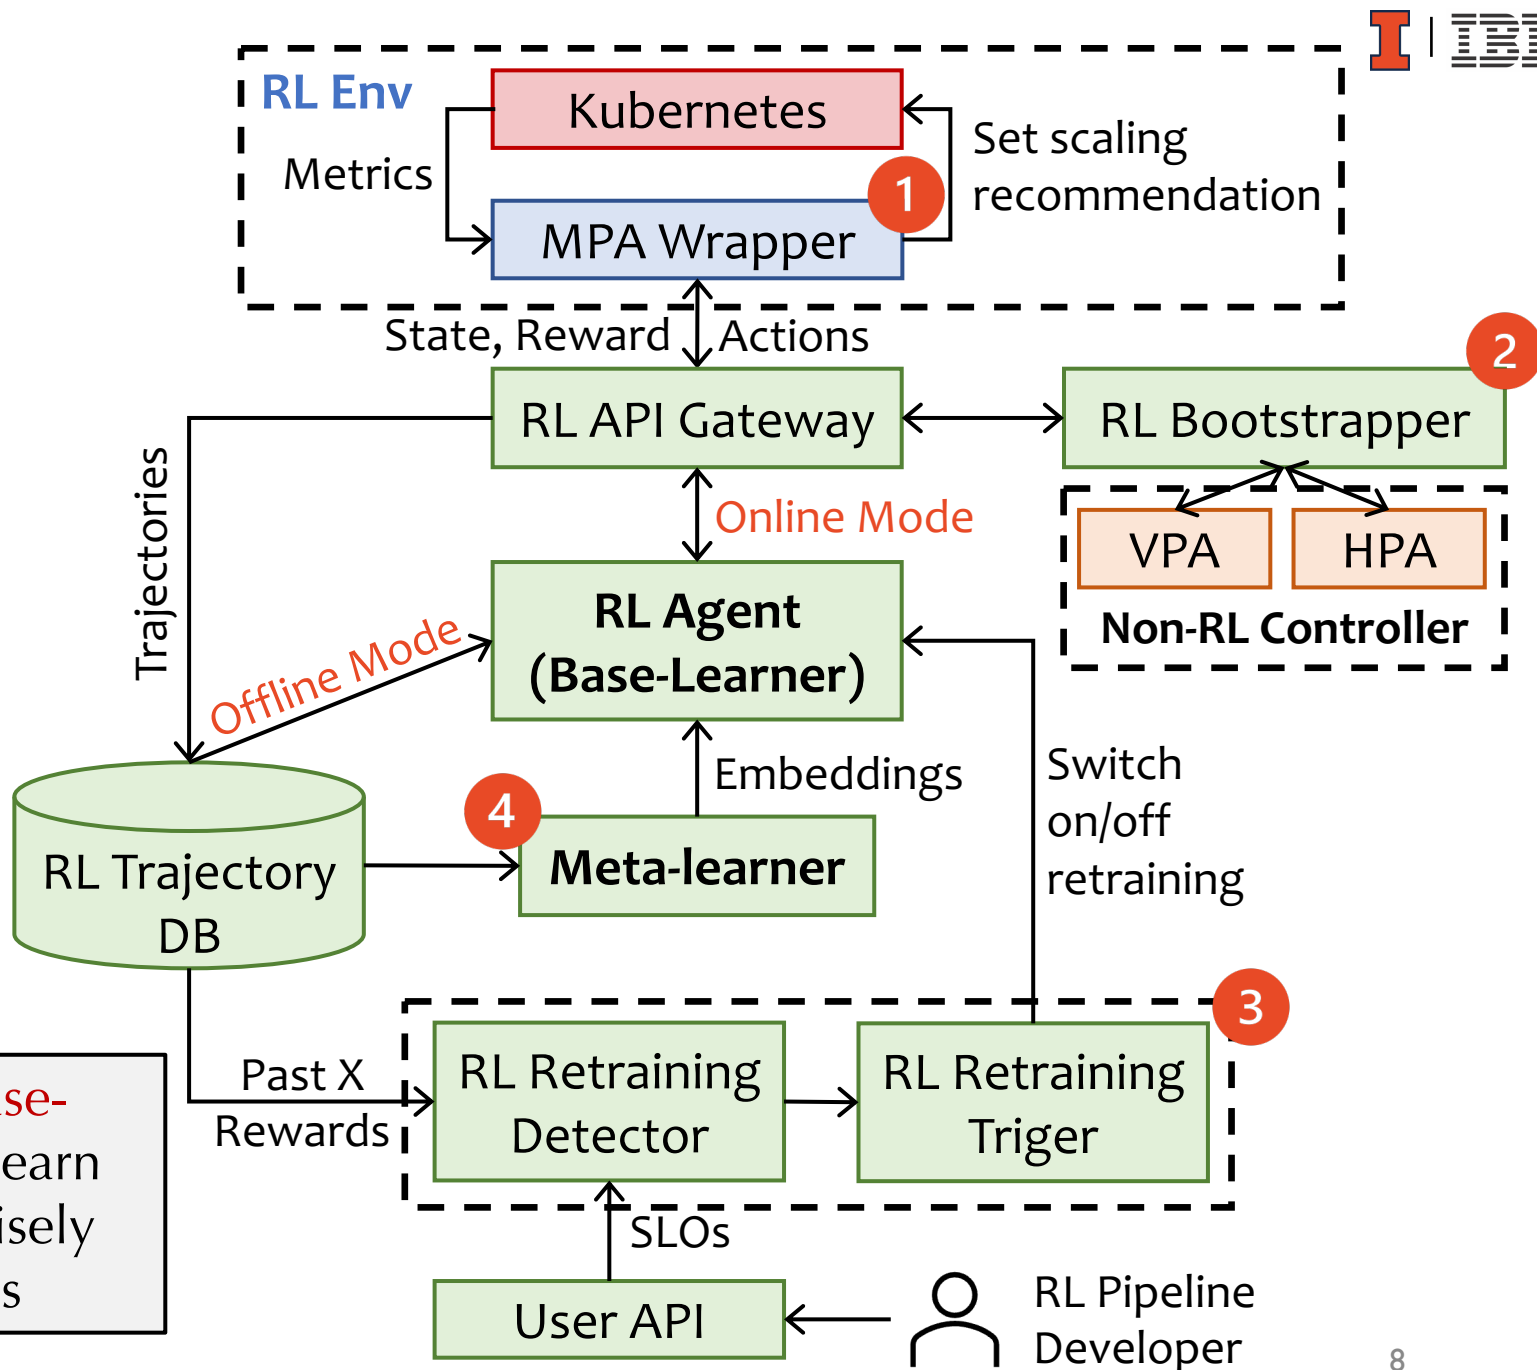 RL Env
Kubernetes
Metrics
Set scaling
recommendation
1
MPA Wrapper
State, Reward
Actions
2
RL API Gateway
RL Bootstrapper
Trajectories
Online Mode
VPA
HPA
Non-RL Controller
RL Agent
(Base-Learner)
Offline Mode
Embeddings
Switch
on/off
retraining
4
Meta-learner
RL Trajectory
DB
3
Past X
Rewards
RL Retraining
Detector
RL Retraining
Triger
SLOs
User API
RL Pipeline
Developer
8